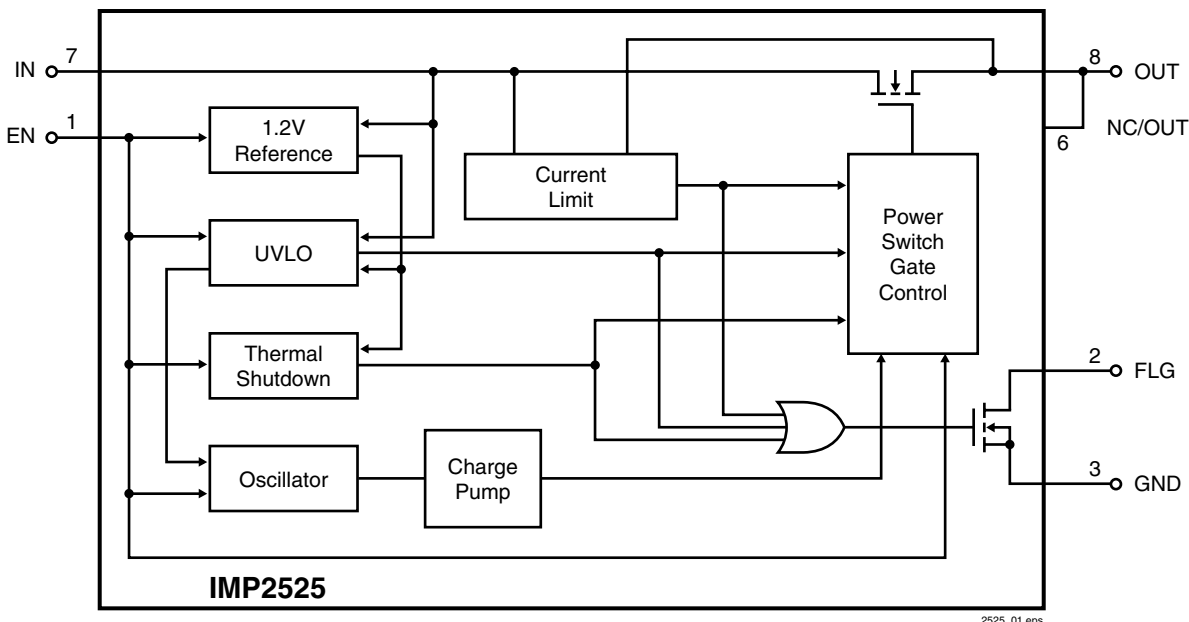 IN
7
8
OUT
EN
1
1.2V
Reference
6
NC/OUT
Current
Limit
Power
Switch
Gate
Control
UVLO
Thermal
Shutdown
2
FLG
Oscillator
Charge
Pump
3
GND
IMP2525
2525_01.eps